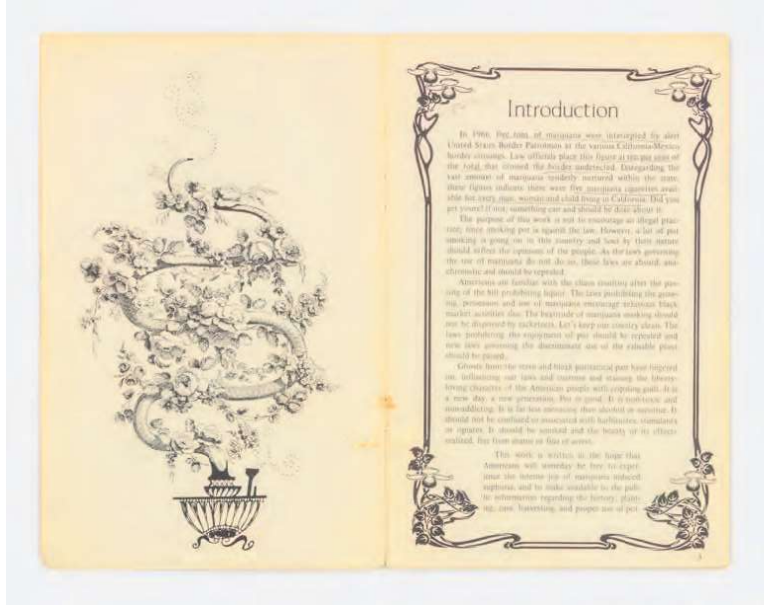 Introduction
In 1966, five tons of marijuana were intercepted by alert
United States Border Patrolmen at the various California-Mexico
border crossings. Law officials place this figure at ten per cent of
the total that crossed the border undetected. Disregarding the
vast amount of marijuana tenderly nurtured within the state,
these figures indicate there were five marijuana cigarettes avail-
able for every man, woman and child living in California. Did you
get yours? If not, something can and should be done about it.
The purpose of this work is not to encourage an illegal prac-
tice, since smoking pot is against the law. However, a lot of pot
smoking is going on in this country and laws by their nature
should reflect the opinions of the people. As the laws governing
the use of marijuana do not do so, these laws are absurd, ana-
chronistic and should be repealed.
Americans are familiar with the chaos resulting after the pas-
sing of the bill prohibiting liquor. The laws prohibiting the grow-
ing, possession and use of marijuana encourage nefarious black
market activities also. The beatitude of marijuana smoking should
not be dispensed by racketeers. Let's keep our country clean. The
laws prohibiting the enjoyment of pot should be repealed and
new laws governing the discriminate use of the valuable plant
should be passed.
Ghosts from the stern and bleak puritanical past have lingered
on, influencing our laws and customs and staining the liberty-
loving character of the American people with crippling guilt. It is
a new day, a new generation. Pot is good. It is non-toxic and
non-addicting. It is far less menacing than alcohol or nicotine. It
should not be confused or associated with barbiturates, stimulants
or opiates. It should be smoked and the beauty of its effects
realized, free from shame or fear of arrest.
This work is written in the hope that
Americans will someday be free to exper-
ience the intense joy of marijuana induced
euphoria, and to make available to the pub-
lic information regarding the history, plant-
ing, care, harvesting, and proper use of pot.
3